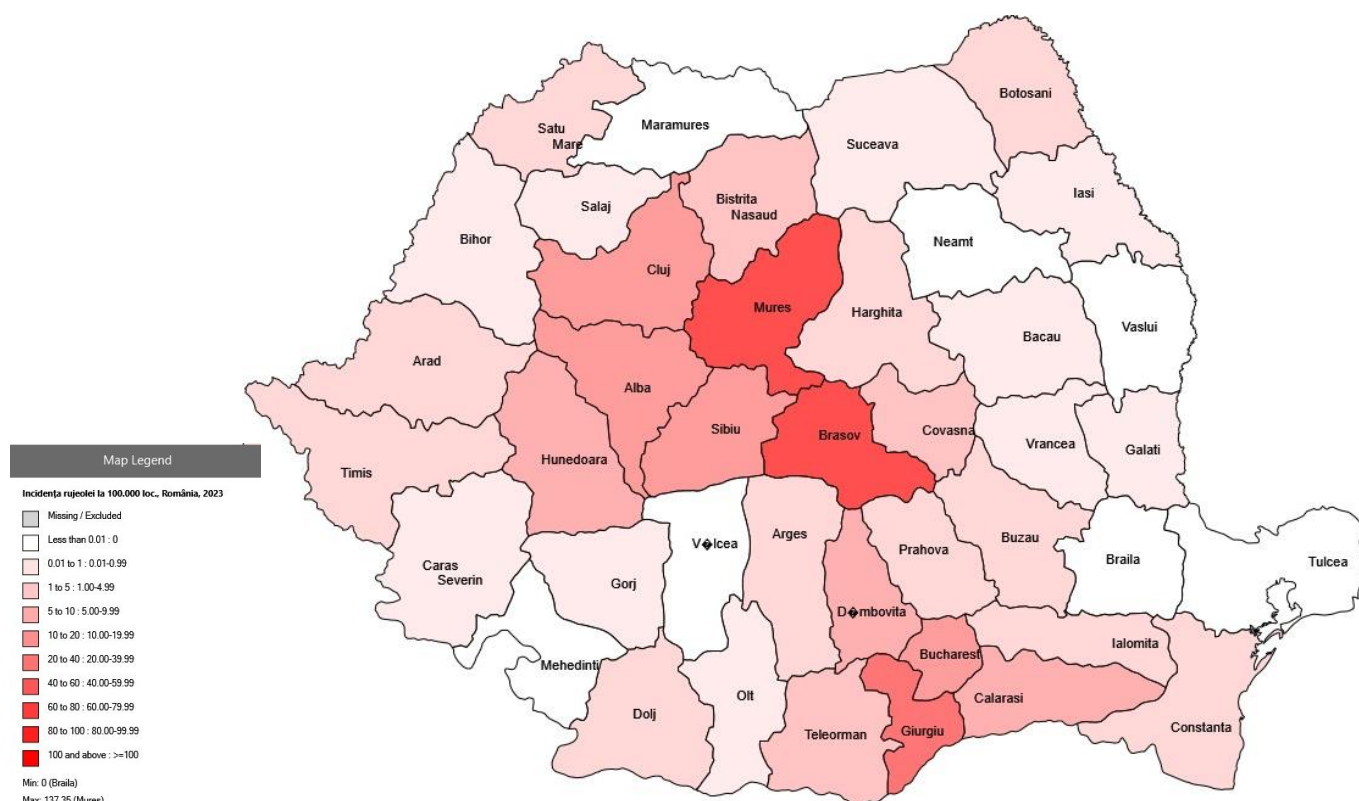 Botosani
Maramures
Satu
Mare
Suceava
Iasi
Bistrita
Nasaud
Salaj
Bihor
Neamt
Cluj
Mures
Harghita
Vaslui
Bacau
Arad
Alba
Sibiu
Brasov
Covasna
Vrancea
Galati
Hunedoara
Timis
Arges
Buzau
V�lcea
Prahova
Braila
Tulcea
Caras
Severin
Gorj
D�mbovita
Ialomita
Bucharest
Mehedinti
Olt
Calarasi
Dolj
Teleorman
Giurgiu
Constanta
Map Legend
Incidența rujeolei la 100.000 loc., România, 2023
Missing / Excluded
Less than 0.01 : 0
0.01 to 1 : 0.01-0.99
1 to 5 : 1.00-4.99
5 to 10 : 5.00-9.99
10 to 20 : 10.00-19.99
20 to 40 : 20.00-39.99
40 to 60 : 40.00-59.99
60 to 80 : 60.00-79.99
80 to 100 : 80.00-99.99
100 and above : >=100
Min: 0 (Braila)
Max: 137.35 (Mures)